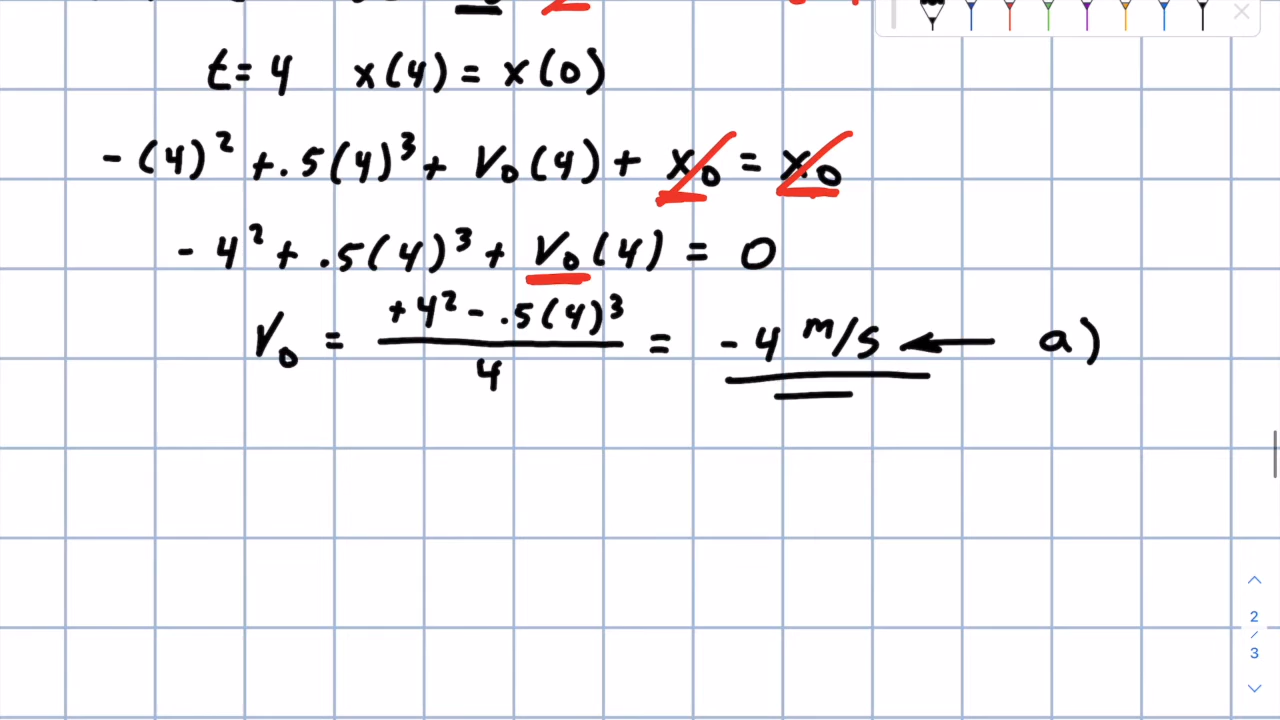 t = 4 x(4) = x(0)
-(4)² + .5(4)³ + V₀(4) + x₀ = x₀
-4² + .5(4)³ + V₀(4) = 0
V₀ = (+4² - .5(4)³) / 4 = -4 m/s ← a)
2
/
3